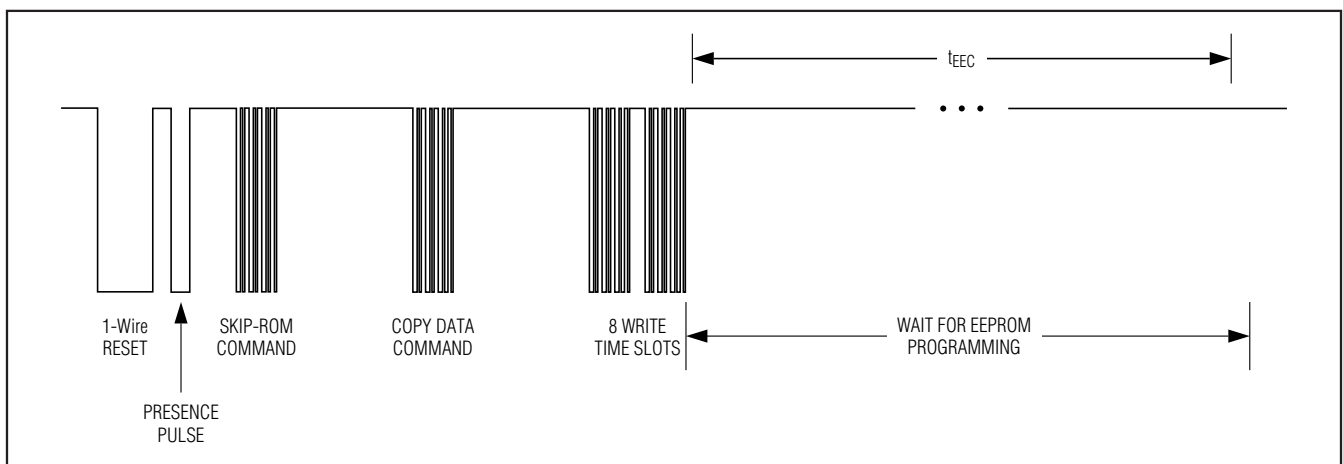 tEEC
1-Wire
RESET
SKIP-ROM
COMMAND
COPY DATA
COMMAND
8 WRITE
TIME SLOTS
WAIT FOR EEPROM
PROGRAMMING
PRESENCE
PULSE